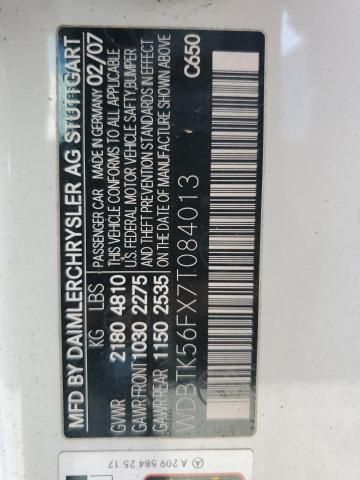 MFD BY DAIMLERCHRYSLER AG STUTTGART
KG LBS PASSENGER CAR MADE IN GERMANY 02/07
GVWR 2180 4810 THIS VEHICLE CONFORMS TO ALL APPLICABLE
GAWR FRONT 1030 2275 U.S. FEDERAL MOTOR VEHICLE SAFTY, BUMPER
GAWR REAR 1150 2535 AND THEFT PREVENTION STANDARDS IN EFFECT
ON THE DATE OF MANUFACTURE SHOWN ABOVE
C650
WDBTK56FX7T084013
A 209 584 25 17